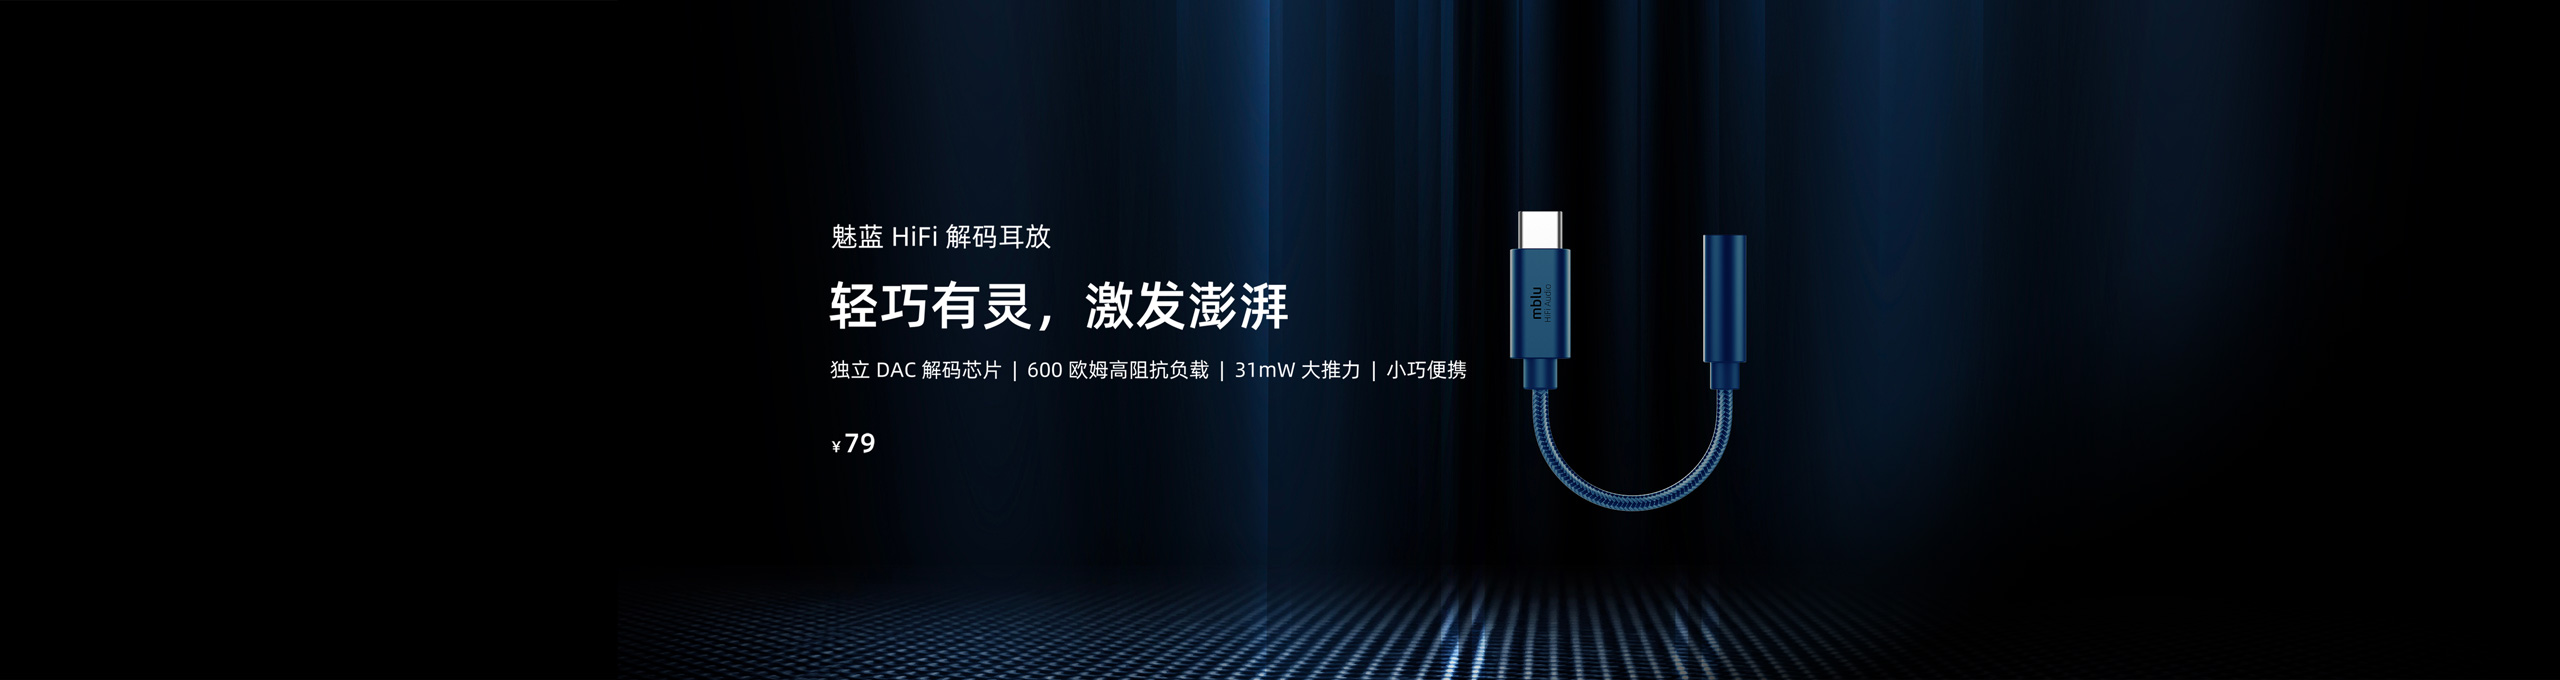 魅蓝 HiFi 解码耳放
轻巧有灵，激发澎湃
独立 DAC 解码芯片 | 600 欧姆高阻抗负载 | 31mW 大推力 | 小巧便携
¥79
mblu
HiFi Audio